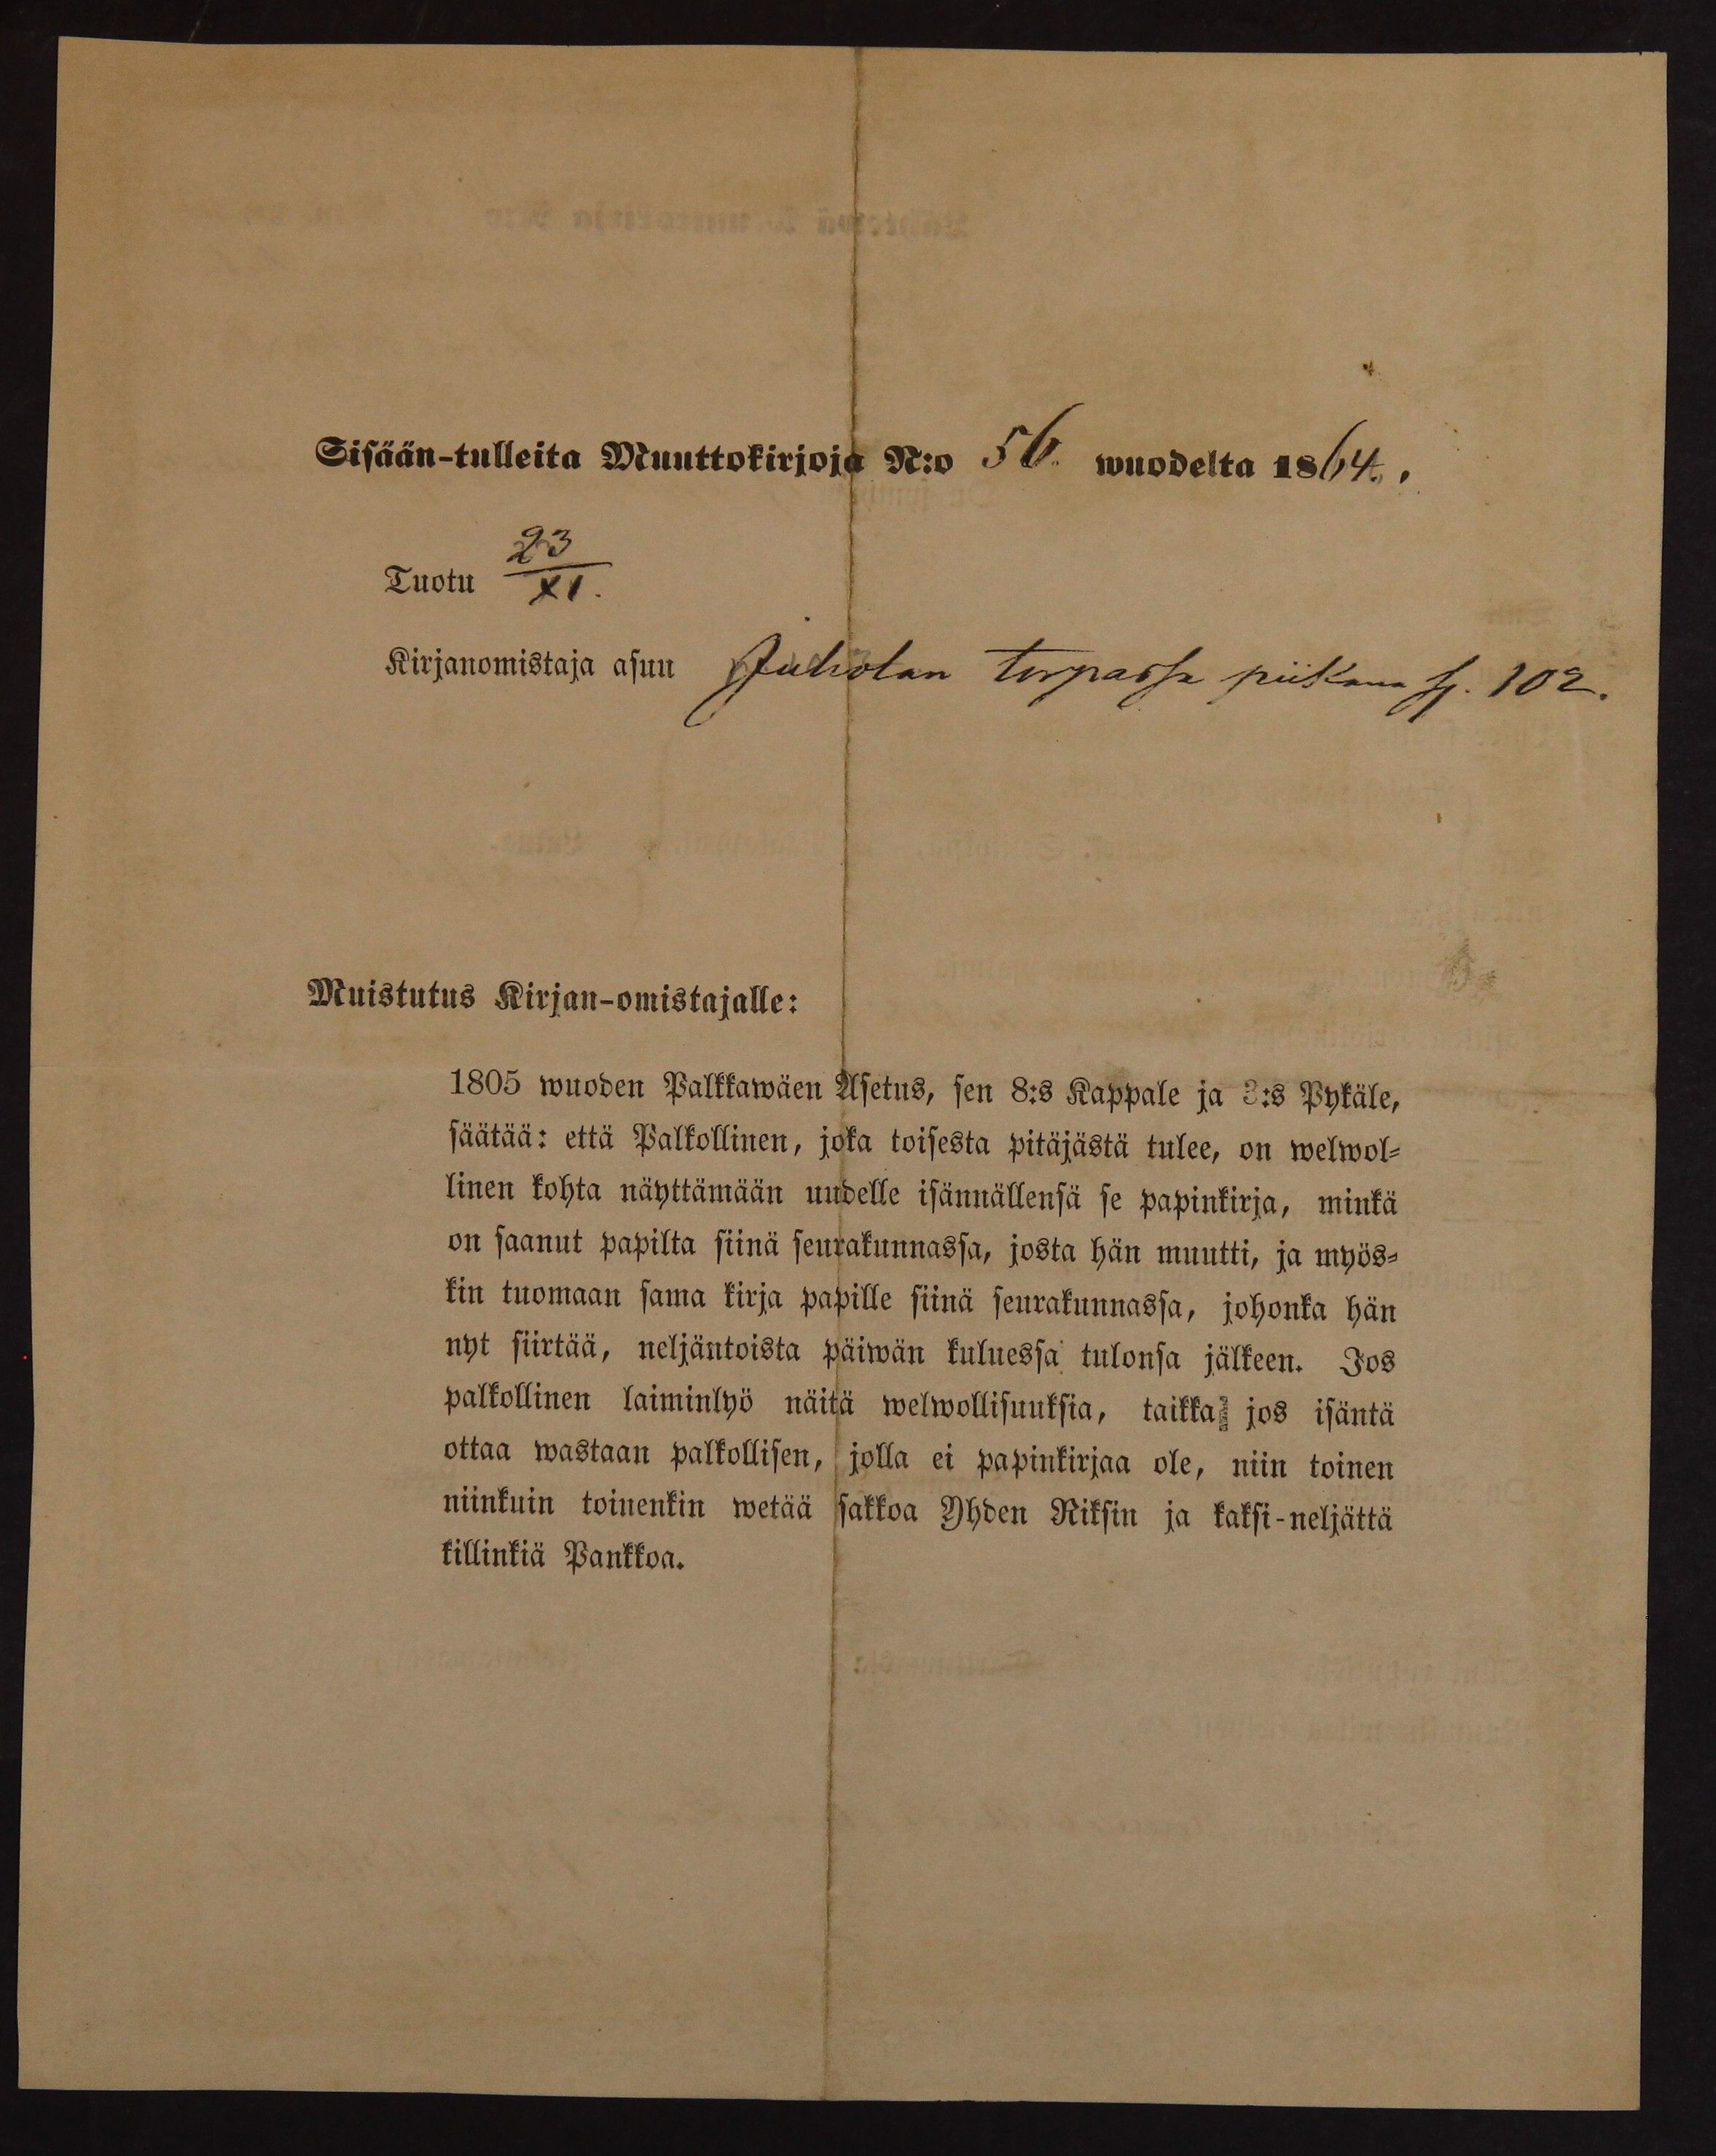 Sisään-tulleita Muuttokirjoja N:o 56. wuodelta 1864.
Tuotu 23/XI.
Kirjanomistaja asuu Juholan torpassa piikana S. 102.
Muistutus Kirjan-omistajalle:
1805 wuoden Palkkawäen Asetus, sen 8:s Kappale ja 3:s Pykäle,
säätää: että Palkollinen, joka toisesta pitäjästä tulee, on welwol-
linen kohta näyttämään uudelle isännällensä se papinkirja, minkä
on saanut papilta siinä seurakunnassa, josta hän muutti, ja myös-
kin tuomaan sama kirja papille siinä seurakunnassa, johonka hän
nyt siirtää, neljäntoista päiwän kuluessa tulonsa jälkeen. Jos
palkollinen laiminlyö näitä welwollisuuksia, taikka jos isäntä
ottaa wastaan palkollisen, jolla ei papinkirjaa ole, niin toinen
niinkuin toinenkin wetää sakkoa Yhden Riksin ja kaksi-neljättä
killinkiä Pankkoa.